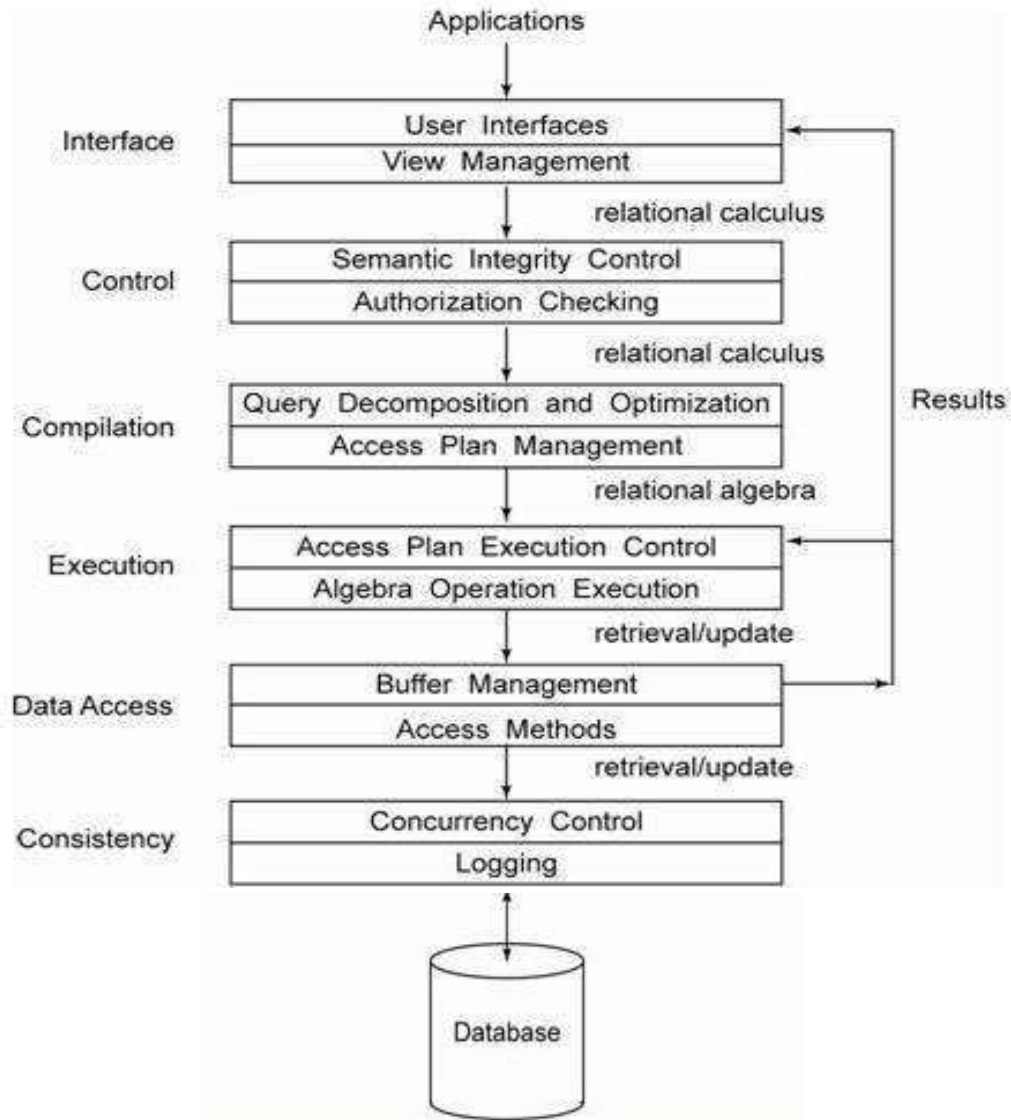 Applications
Interface
User Interfaces
View Management
relational calculus
Control
Semantic Integrity Control
Authorization Checking
relational calculus
Compilation
Query Decomposition and Optimization
Access Plan Management
Results
relational algebra
Execution
Access Plan Execution Control
Algebra Operation Execution
retrieval/update
Data Access
Buffer Management
Access Methods
retrieval/update
Consistency
Concurrency Control
Logging
Database